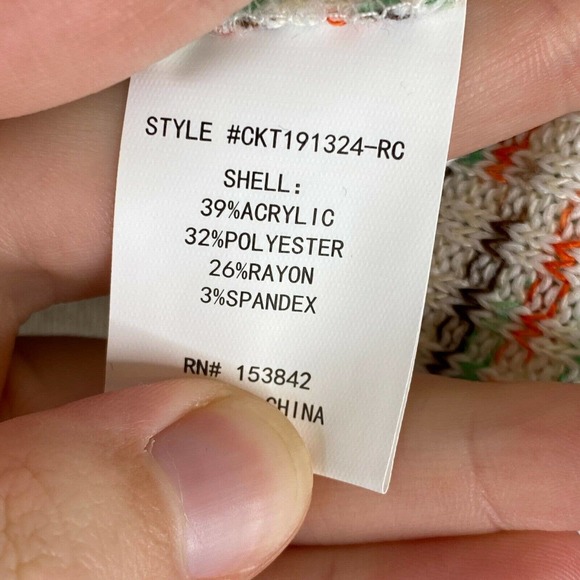 STYLE #CKT191324-RC
SHELL:
39%ACRYLIC
32%POLYESTER
26%RAYON
3%SPANDEX
RN# 153842
CHINA